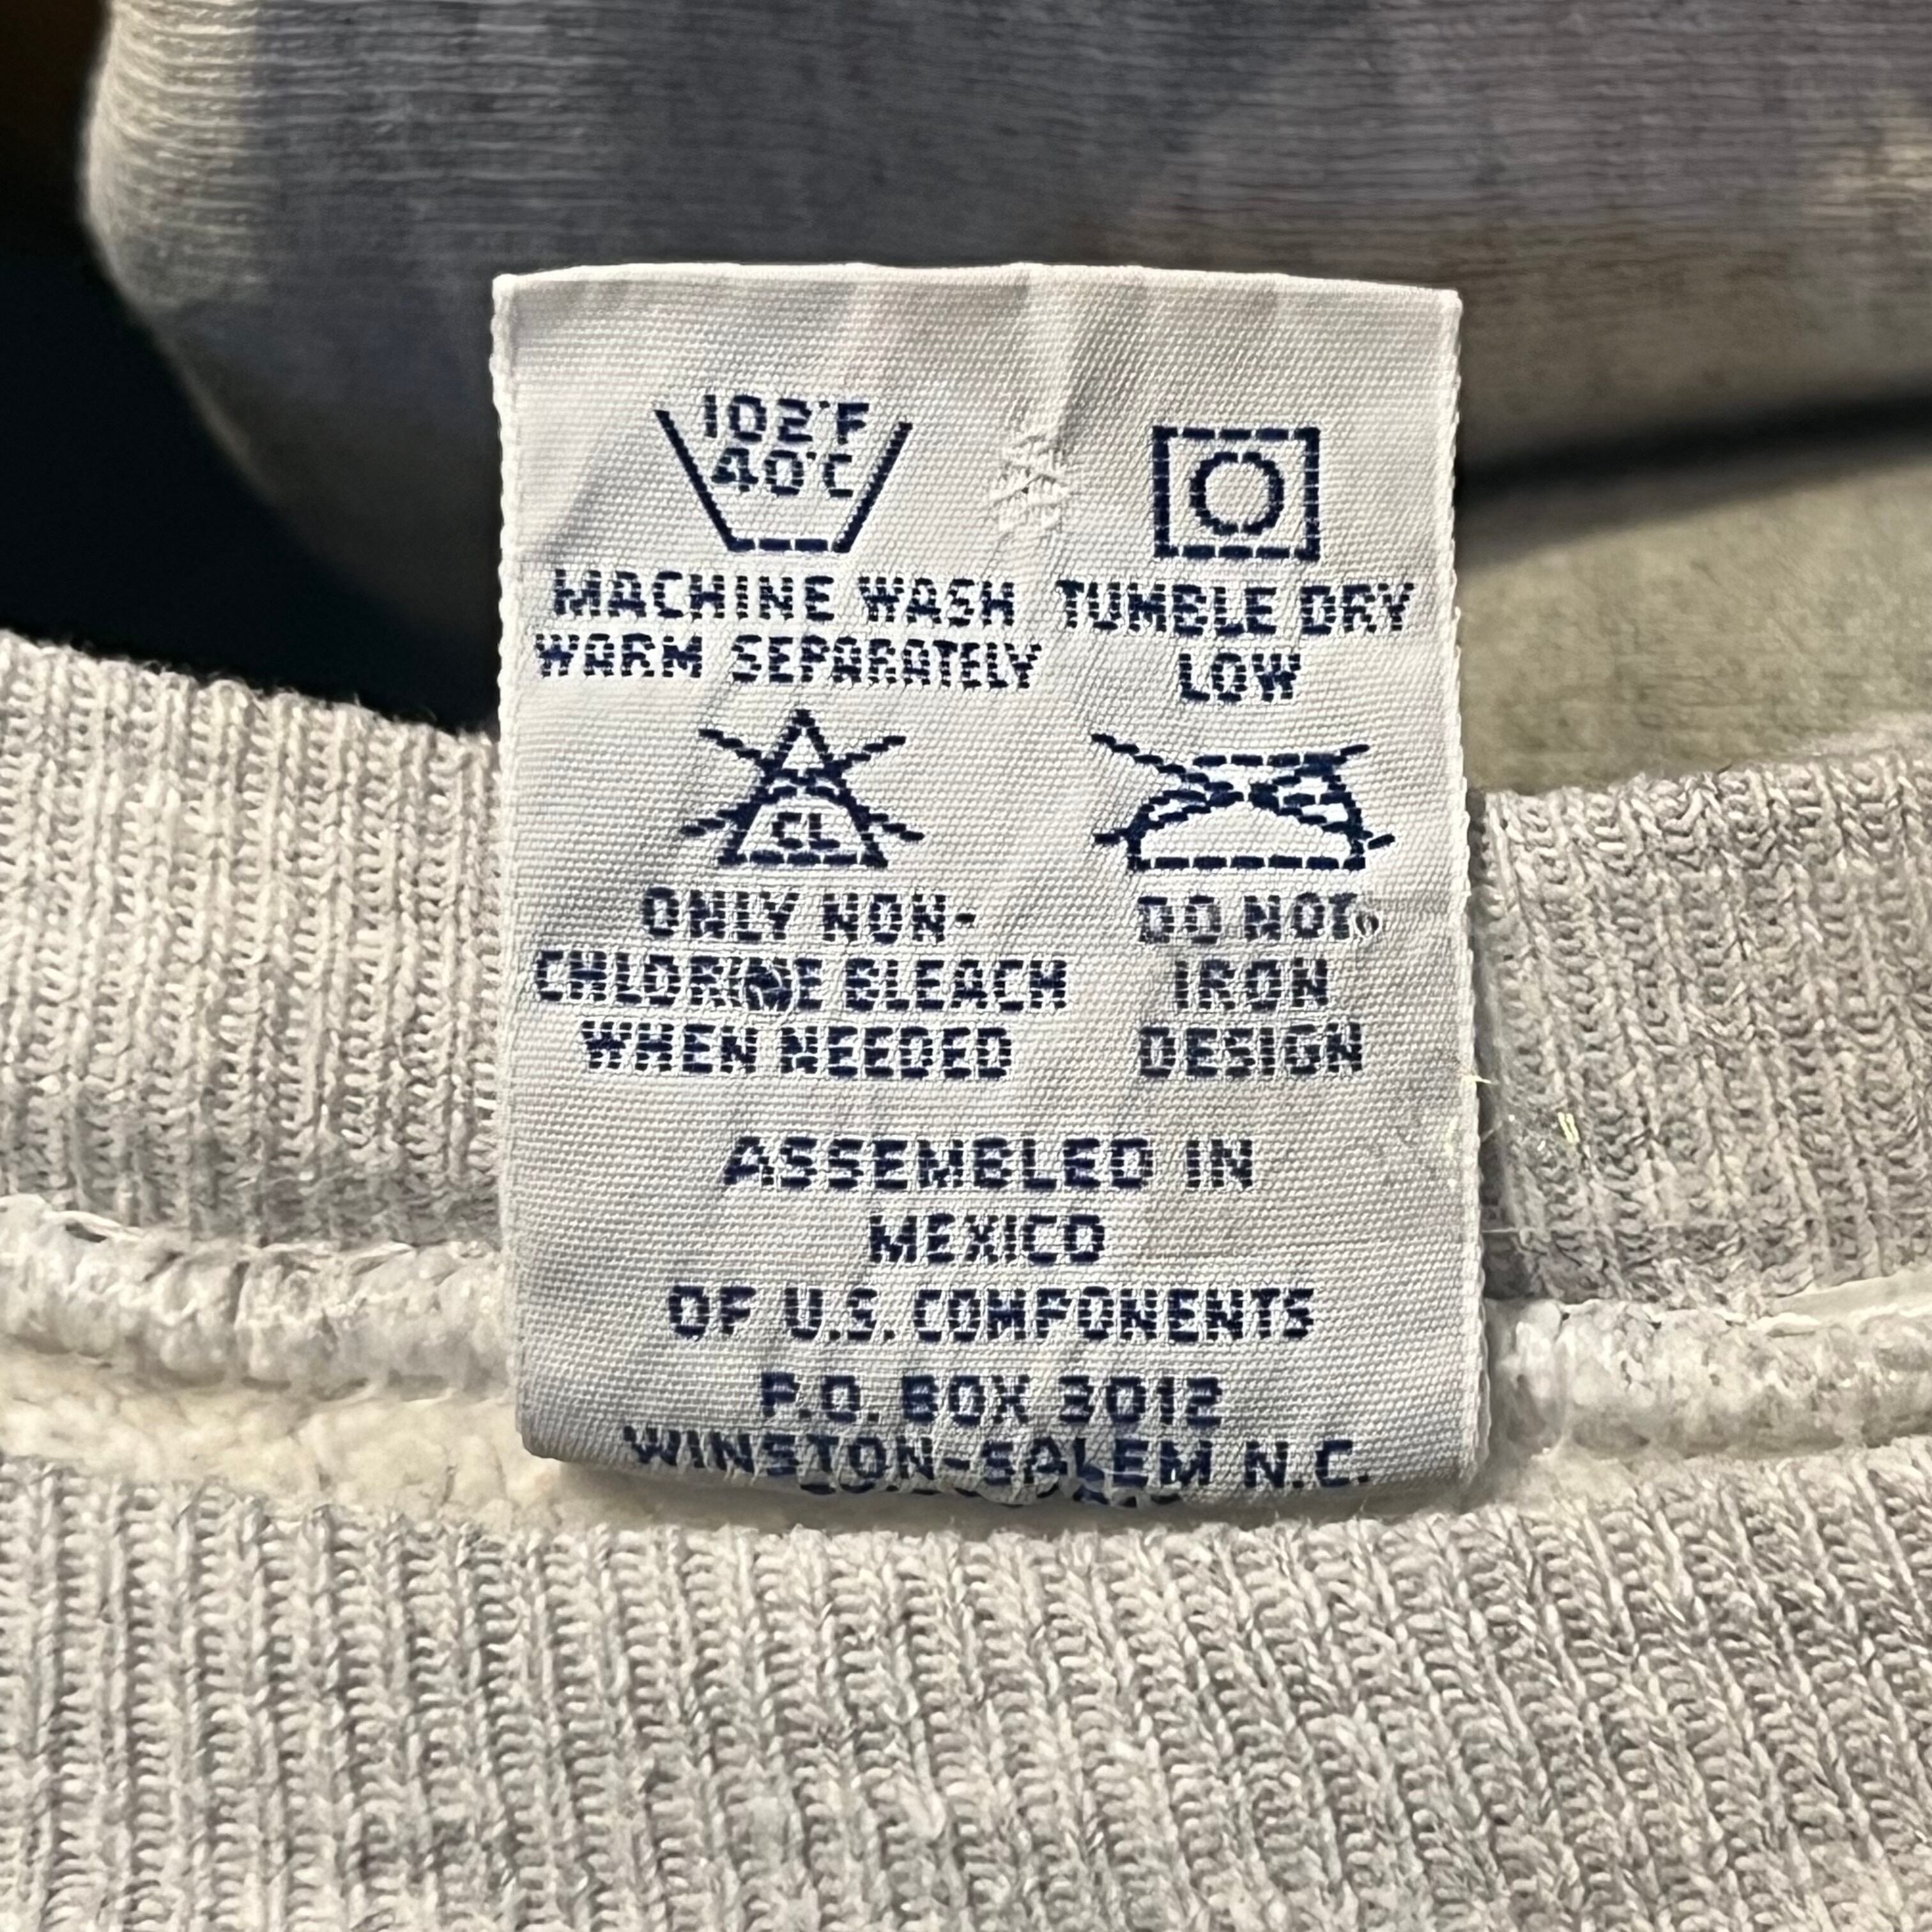 102°F
40°C
MACHINE WASH
WARM SEPARATELY
TUMBLE DRY
LOW
CL
ONLY NON-
CHLORINE BLEACH
WHEN NEEDED
DO NOT
IRON
DESIGN
ASSEMBLED IN
MEXICO
OF U.S. COMPONENTS
P.O. BOX 3012
WINSTON-SALEM N.C.